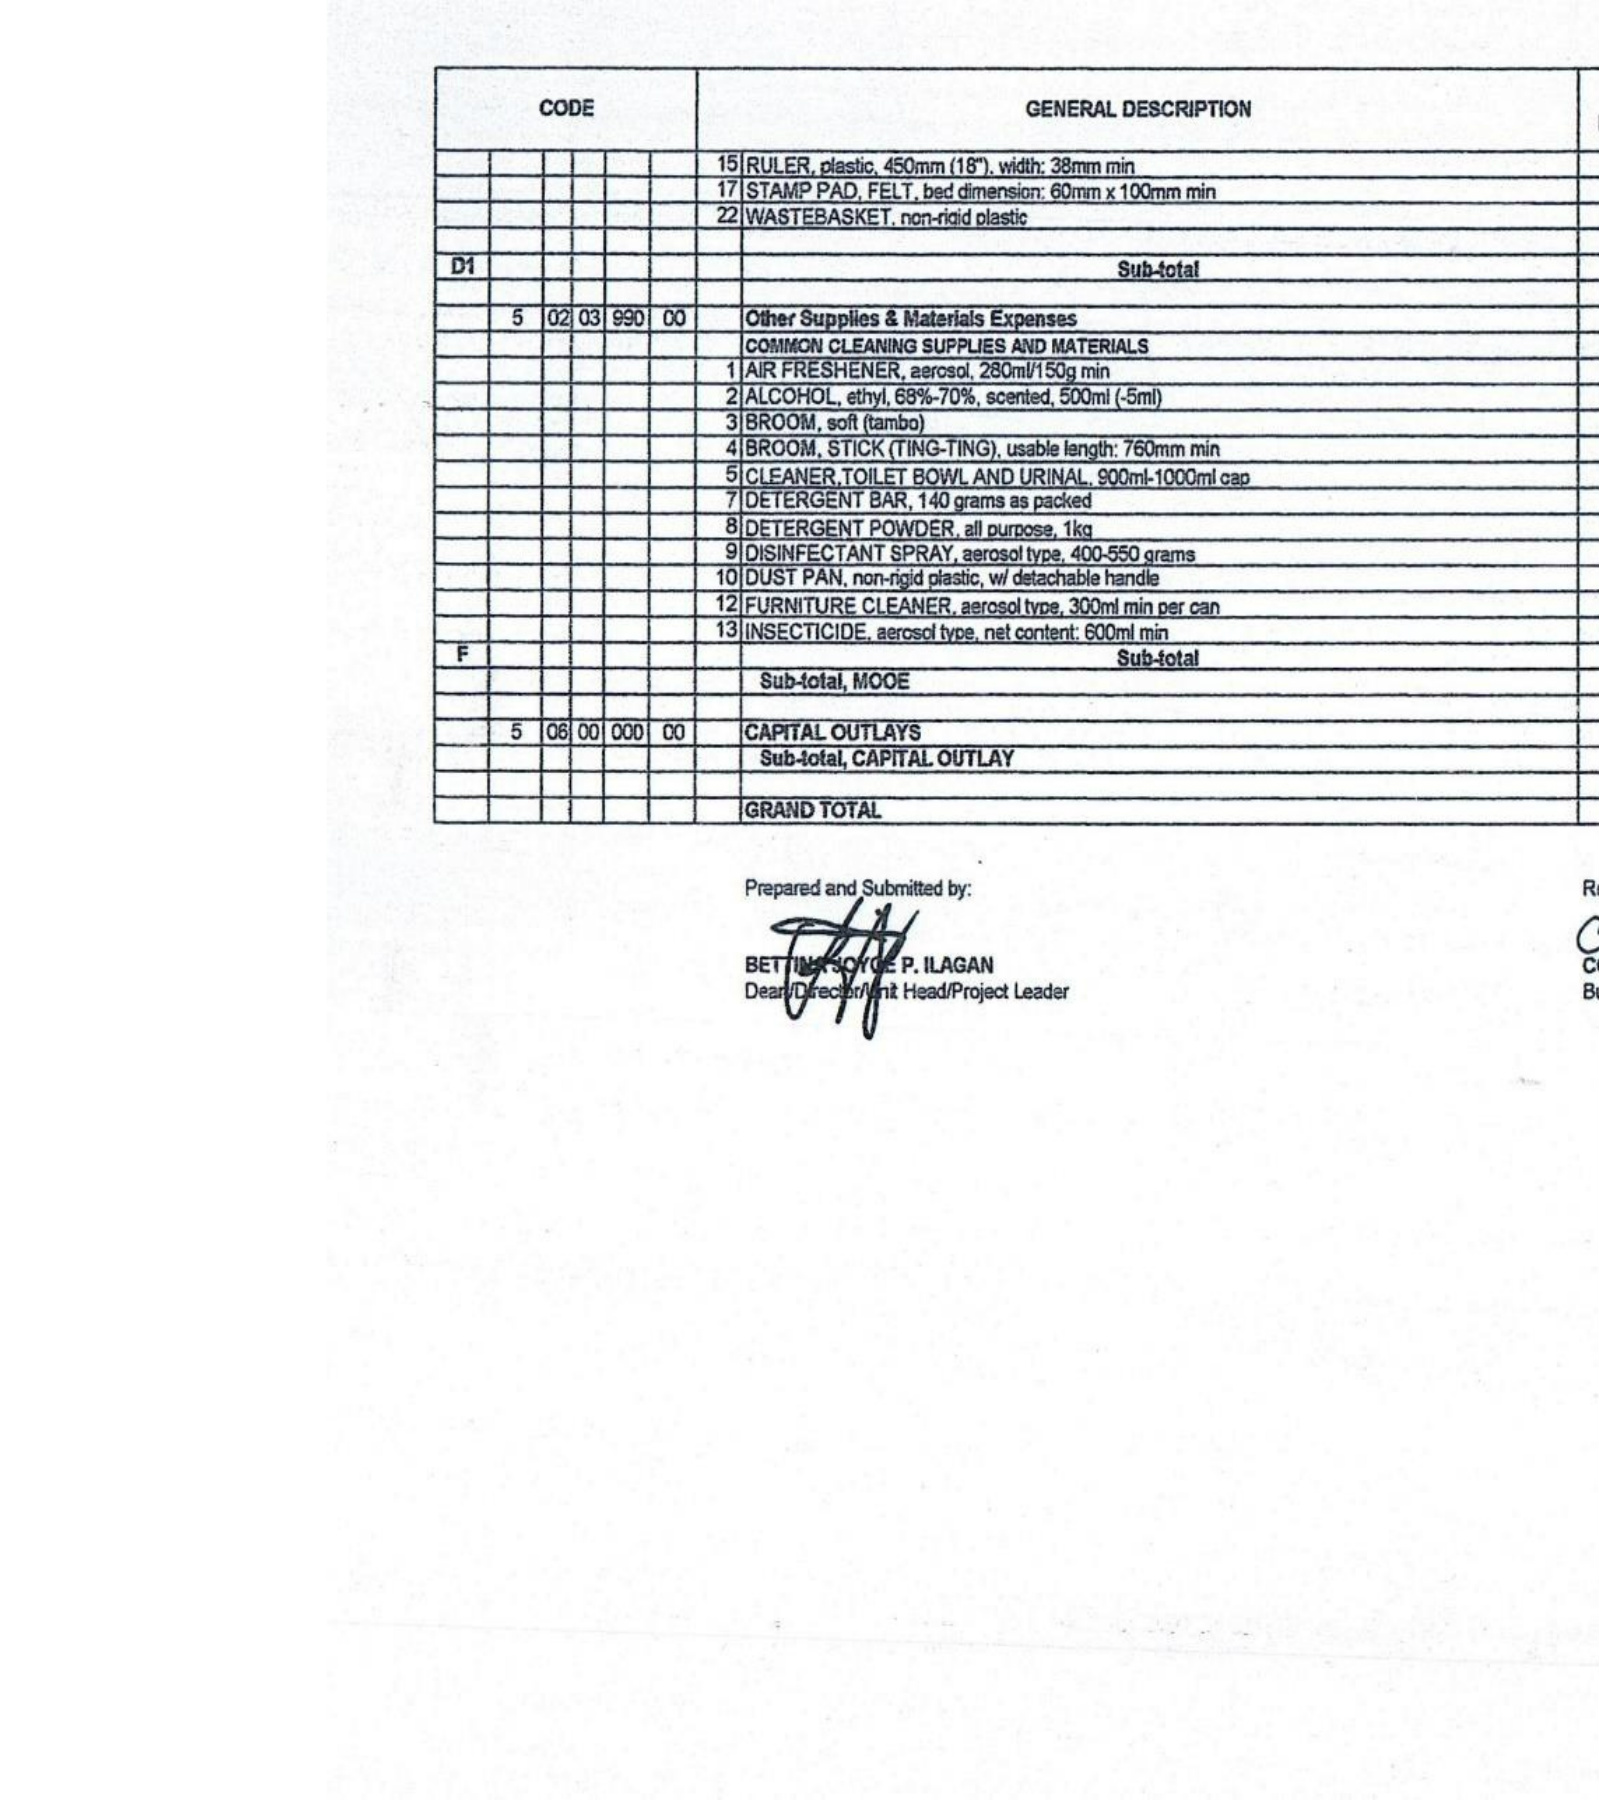 CODE GENERAL DESCRIPTION
15 RULER, plastic, 450mm (18"), width: 38mm min
17 STAMP PAD, FELT, bed dimension: 60mm x 100mm min
22 WASTEBASKET, non-rigid plastic
D1 Sub-total
5 02 03 990 00 Other Supplies & Materials Expenses
COMMON CLEANING SUPPLIES AND MATERIALS
1 AIR FRESHENER, aerosol, 280ml/150g min
2 ALCOHOL, ethyl, 68%-70%, scented, 500ml (-5ml)
3 BROOM, soft (tambo)
4 BROOM, STICK (TING-TING), usable length: 760mm min
5 CLEANER,TOILET BOWL AND URINAL, 900ml-1000ml cap
7 DETERGENT BAR, 140 grams as packed
8 DETERGENT POWDER, all purpose, 1kg
9 DISINFECTANT SPRAY, aerosol type, 400-550 grams
10 DUST PAN, non-rigid plastic, w/ detachable handle
12 FURNITURE CLEANER, aerosol type, 300ml min per can
13 INSECTICIDE, aerosol type, net content: 600ml min
F Sub-total
Sub-total, MOOE
5 06 00 000 00 CAPITAL OUTLAYS
Sub-total, CAPITAL OUTLAY
GRAND TOTAL
Prepared and Submitted by:
BETTINA JOYCE P. ILAGAN
Dean/Director/Unit Head/Project Leader